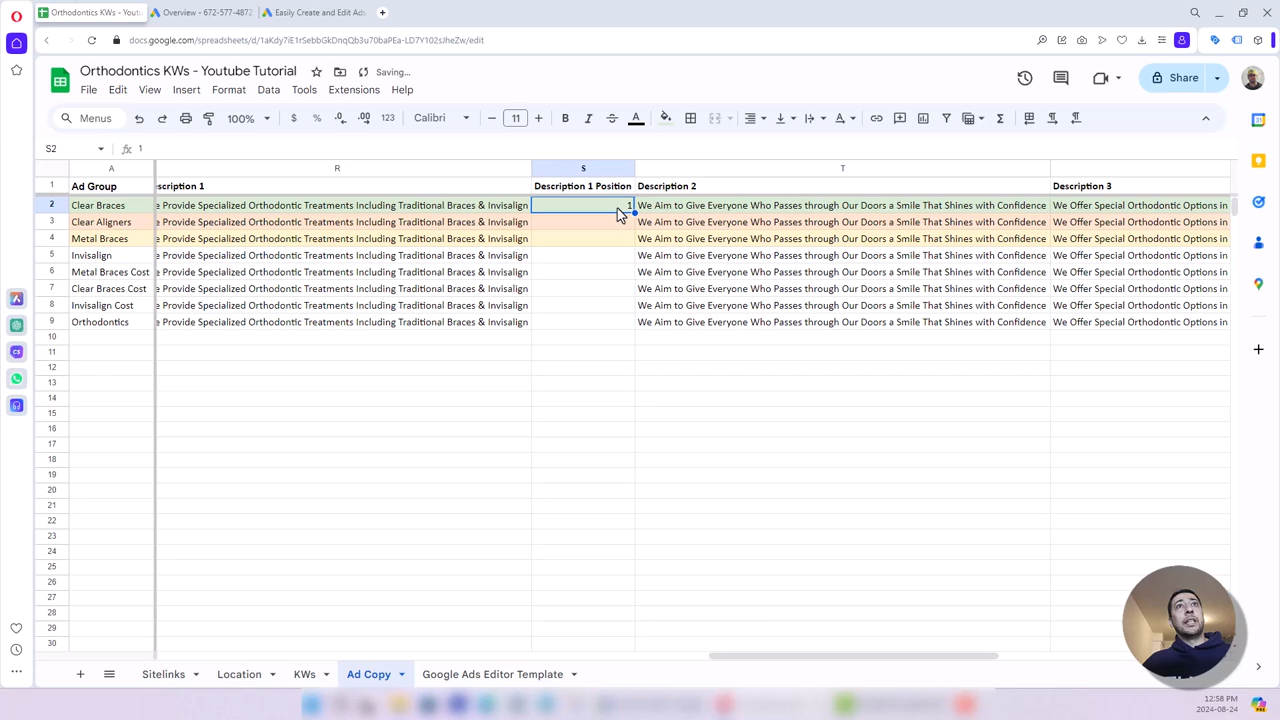 Orthodontics KWs - Yout
Overview - 672-577-4872
Easily Create and Edit Ads
docs.google.com/spreadsheets/d/1aKdy7iE1rSebbGkDnqQb3u70baPEa-LD7Y102sJheZw/edit
Orthodontics KWs - Youtube Tutorial
Saving...
File Edit View Insert Format Data Tools Extensions Help
Share
Menus 100% $ % .0 .00 123 Calibri 11 B I A
S2 fx 1
A R S T
1 Ad Group scription 1 Description 1 Position Description 2 Description 3
2 Clear Braces e Provide Specialized Orthodontic Treatments Including Traditional Braces & Invisalign 1 We Aim to Give Everyone Who Passes through Our Doors a Smile That Shines with Confidence We Offer Special Orthodontic Options in
3 Clear Aligners e Provide Specialized Orthodontic Treatments Including Traditional Braces & Invisalign We Aim to Give Everyone Who Passes through Our Doors a Smile That Shines with Confidence We Offer Special Orthodontic Options in
4 Metal Braces e Provide Specialized Orthodontic Treatments Including Traditional Braces & Invisalign We Aim to Give Everyone Who Passes through Our Doors a Smile That Shines with Confidence We Offer Special Orthodontic Options in
5 Invisalign e Provide Specialized Orthodontic Treatments Including Traditional Braces & Invisalign We Aim to Give Everyone Who Passes through Our Doors a Smile That Shines with Confidence We Offer Special Orthodontic Options in
6 Metal Braces Cost e Provide Specialized Orthodontic Treatments Including Traditional Braces & Invisalign We Aim to Give Everyone Who Passes through Our Doors a Smile That Shines with Confidence We Offer Special Orthodontic Options in
7 Clear Braces Cost e Provide Specialized Orthodontic Treatments Including Traditional Braces & Invisalign We Aim to Give Everyone Who Passes through Our Doors a Smile That Shines with Confidence We Offer Special Orthodontic Options in
8 Invisalign Cost e Provide Specialized Orthodontic Treatments Including Traditional Braces & Invisalign We Aim to Give Everyone Who Passes through Our Doors a Smile That Shines with Confidence We Offer Special Orthodontic Options in
9 Orthodontics e Provide Specialized Orthodontic Treatments Including Traditional Braces & Invisalign We Aim to Give Everyone Who Passes through Our Doors a Smile That Shines with Confidence We Offer Special Orthodontic Options in
10
11
12
13
14
15
16
17
18
19
20
21
22
23
24
25
26
27
28
29
30
Sitelinks Location KWs Ad Copy Google Ads Editor Template
12:58 PM
2024-08-24